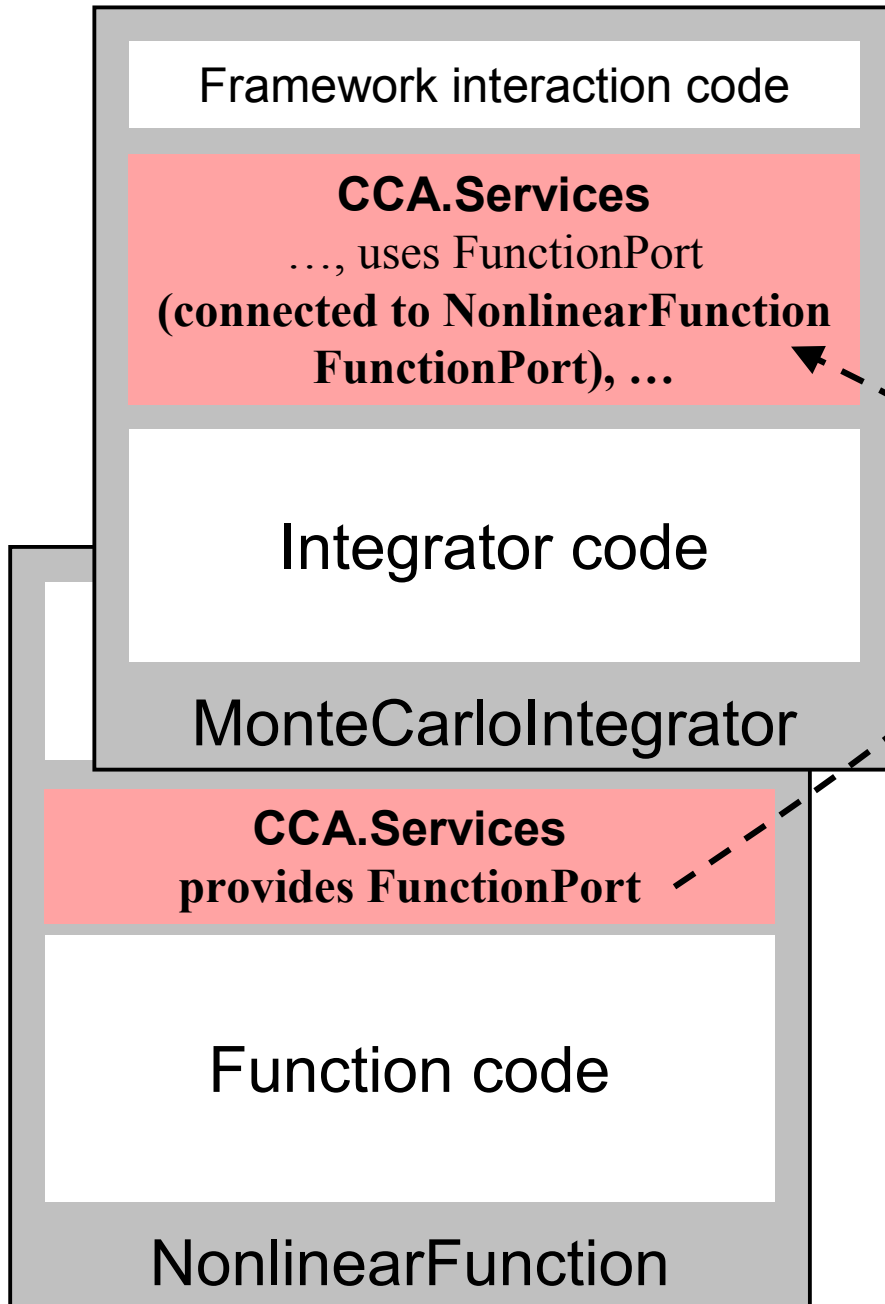 Framework interaction code
CCA.Services
…, uses FunctionPort
(connected to NonlinearFunction
FunctionPort), …
Integrator code
MonteCarloIntegrator
CCA.Services
provides FunctionPort
Function code
NonlinearFunction